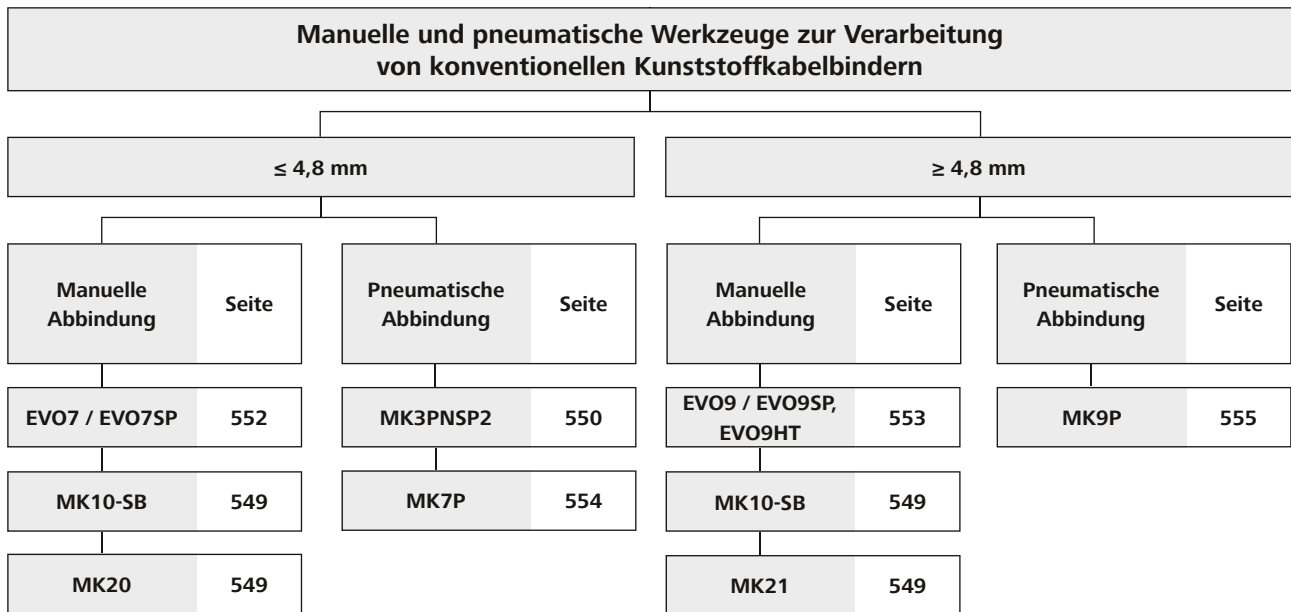 Manuelle und pneumatische Werkzeuge zur Verarbeitung
von konventionellen Kunststoffkabelbindern
≤ 4,8 mm
≥ 4,8 mm
Manuelle
Abbindung
Seite
Pneumatische
Abbindung
Seite
Manuelle
Abbindung
Seite
Pneumatische
Abbindung
Seite
EVO7 / EVO7SP
552
MK3PNSP2
550
EVO9 / EVO9SP,
EVO9HT
553
MK9P
555
MK10-SB
549
MK7P
554
MK10-SB
549
MK20
549
MK21
549